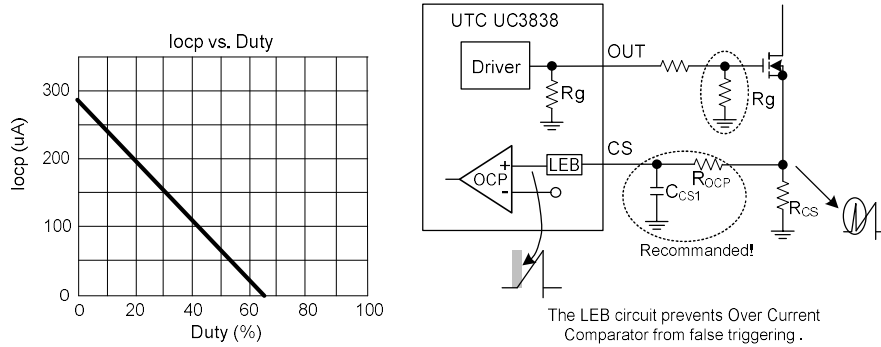 Iocp vs. Duty
Iocp (uA)
300
200
100
0
0 20 40 60 80 100
Duty (%)
UTC UC3838
Driver
OUT
Rg
Rg
CS
LEB
+
OCP
-
ROCP
CCS1
RCS
Recommanded!
The LEB circuit prevents Over Current
Comparator from false triggering .